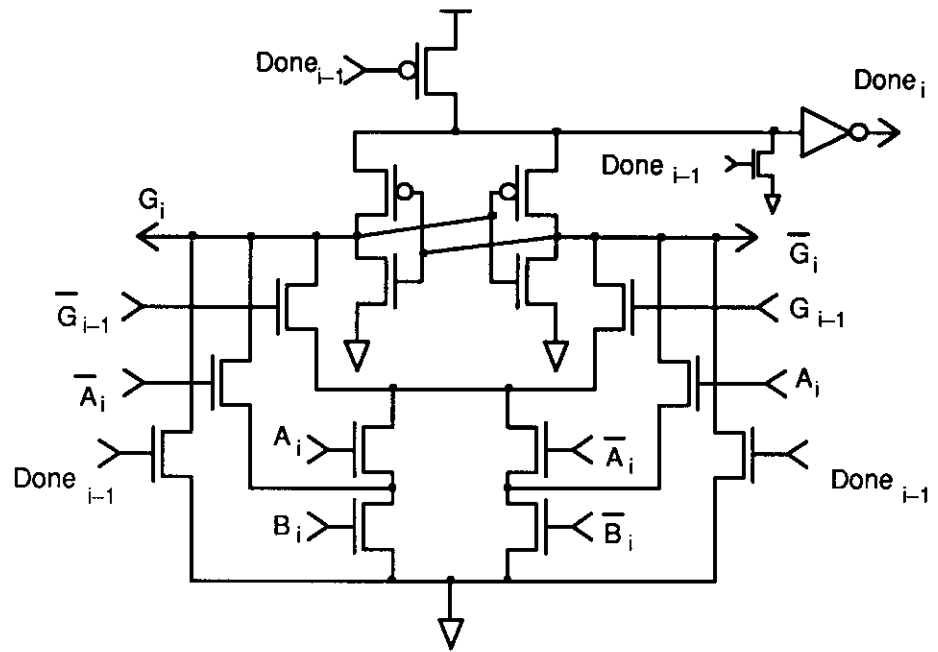 Done i–1
Done i
Done i–1
G i
G̅ i
G̅ i–1
G i–1
A̅ i
A i
A i
A̅ i
Done i–1
Done i–1
B i
B̅ i